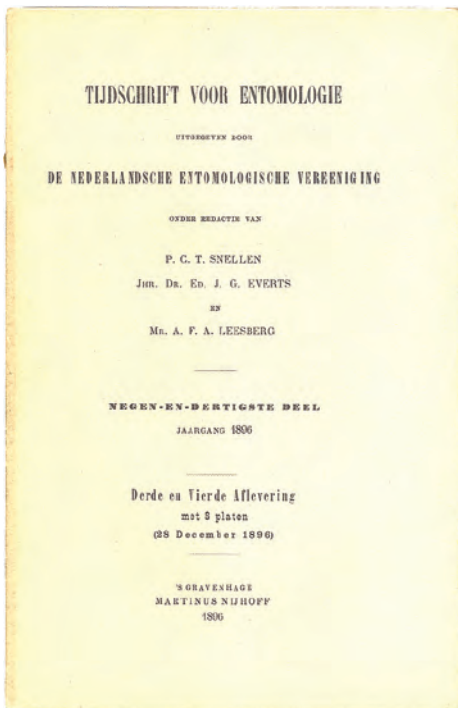 TIJDSCHRIFT VOOR ENTOMOLOGIE
UITGEGEVEN DOOR
DE NEDERLANDSCHE ENTOMOLOGISCHE VEREENIGING
ONDER REDACTIE VAN
P. C. T. SNELLEN
JHR. DR. ED. J. G. EVERTS
EN
MR. A. F. A. LEESBERG
NEGEN-EN-DERTIGSTE DEEL
JAARGANG 1896
Derde en Vierde Aflevering
met 8 platen
(28 December 1896)
'S GRAVENHAGE
MARTINUS NIJHOFF
1896